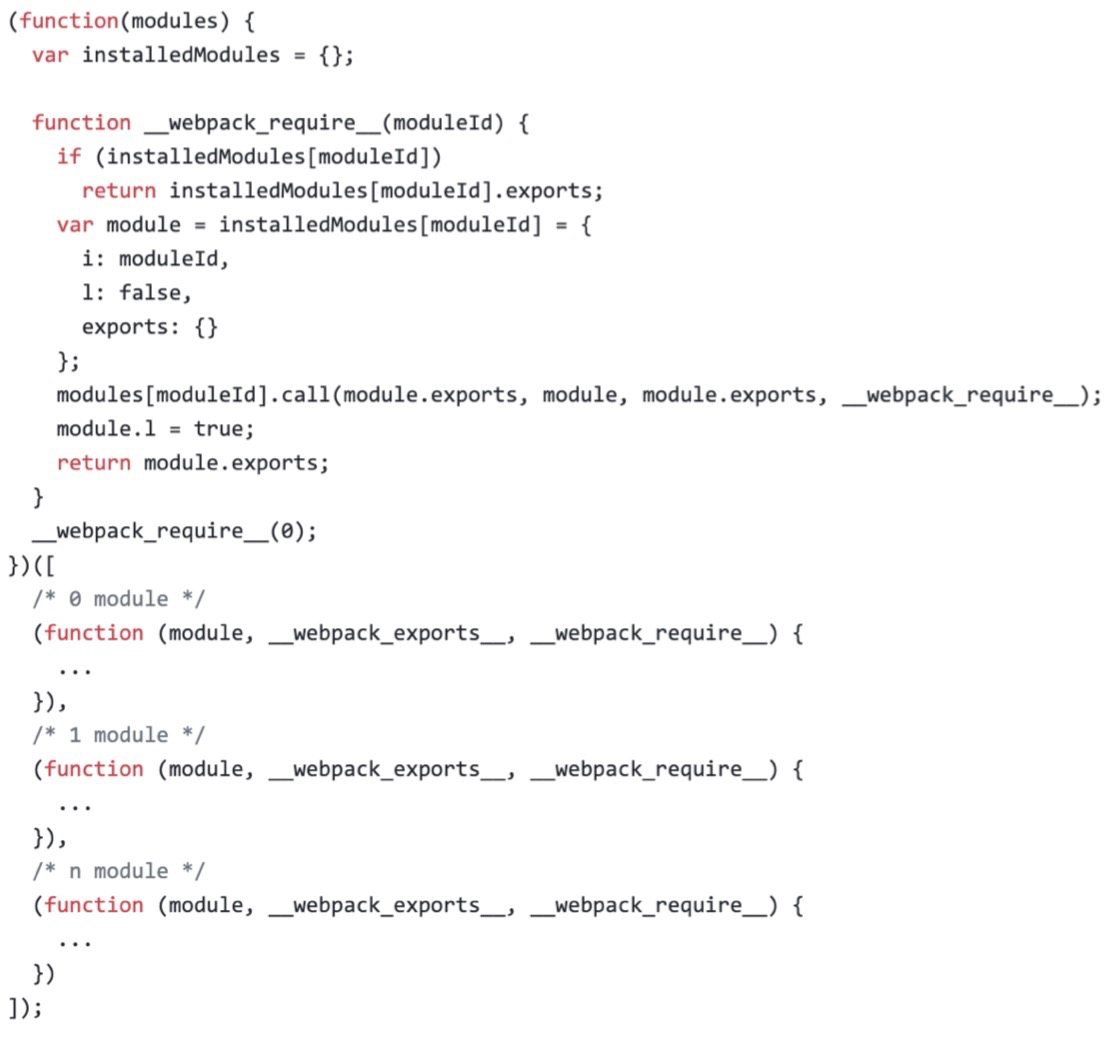 (function(modules) {
  var installedModules = {};

  function __webpack_require__(moduleId) {
    if (installedModules[moduleId])
      return installedModules[moduleId].exports;
    var module = installedModules[moduleId] = {
      i: moduleId,
      l: false,
      exports: {}
    };
    modules[moduleId].call(module.exports, module, module.exports, __webpack_require__);
    module.l = true;
    return module.exports;
  }
  __webpack_require__(0);
})([
  /* 0 module */
  (function (module, __webpack_exports__, __webpack_require__) {
    ...
  }),
  /* 1 module */
  (function (module, __webpack_exports__, __webpack_require__) {
    ...
  }),
  /* n module */
  (function (module, __webpack_exports__, __webpack_require__) {
    ...
  })
]);